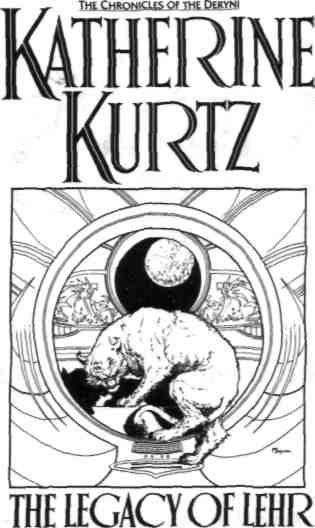 THE CHRONICLES OF THE DERYNI
KATHERINE
KURTZ
THE LEGACY OF LEHR